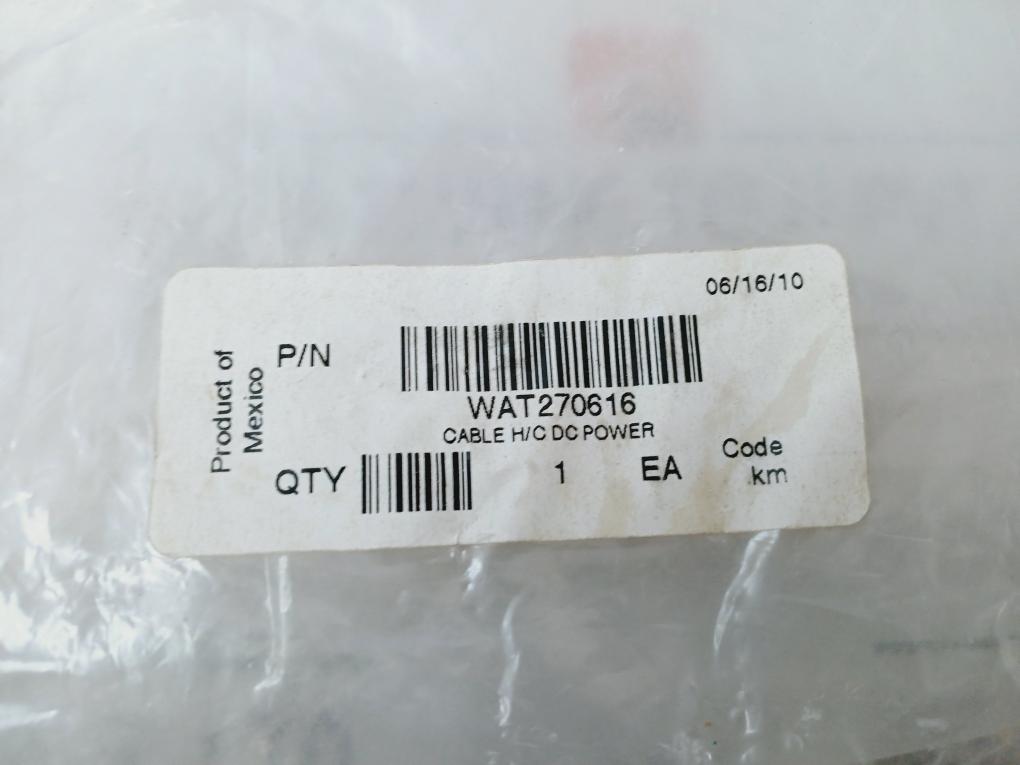 06/16/10
Product of
Mexico
P/N
WAT270616
CABLE H/C DC POWER
QTY 1 EA
Code
km